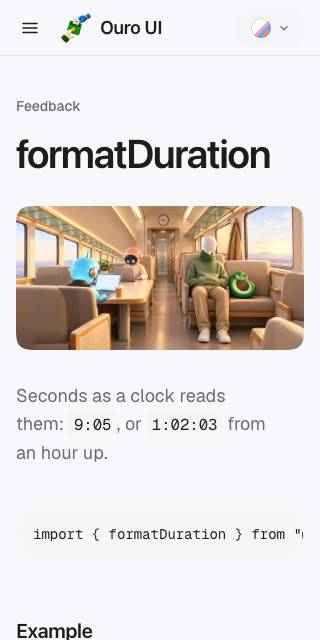 Ouro UI
Feedback
formatDuration
Seconds as a clock reads
them: 9:05, or 1:02:03 from
an hour up.
import { formatDuration } from "
Example